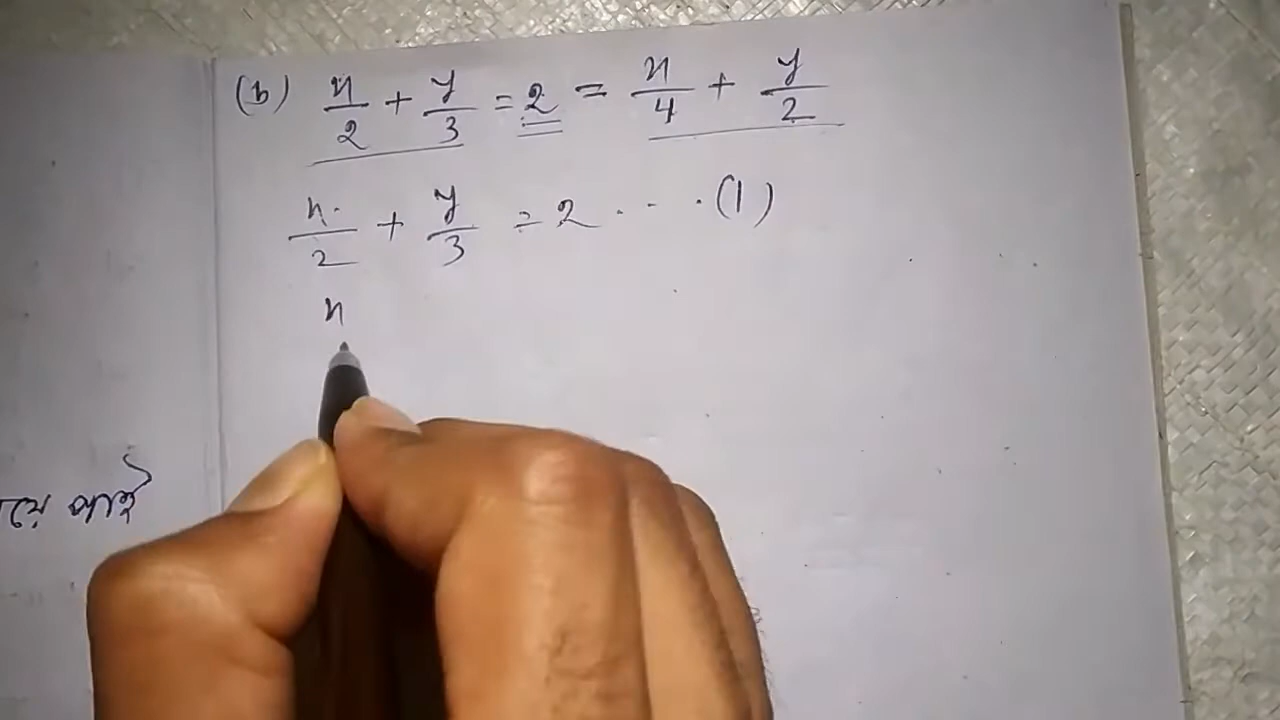 (b) x/2 + y/3 = 2 = x/4 + y/2
x/2 + y/3 = 2 . . . . (1)
x
য়ে পাই